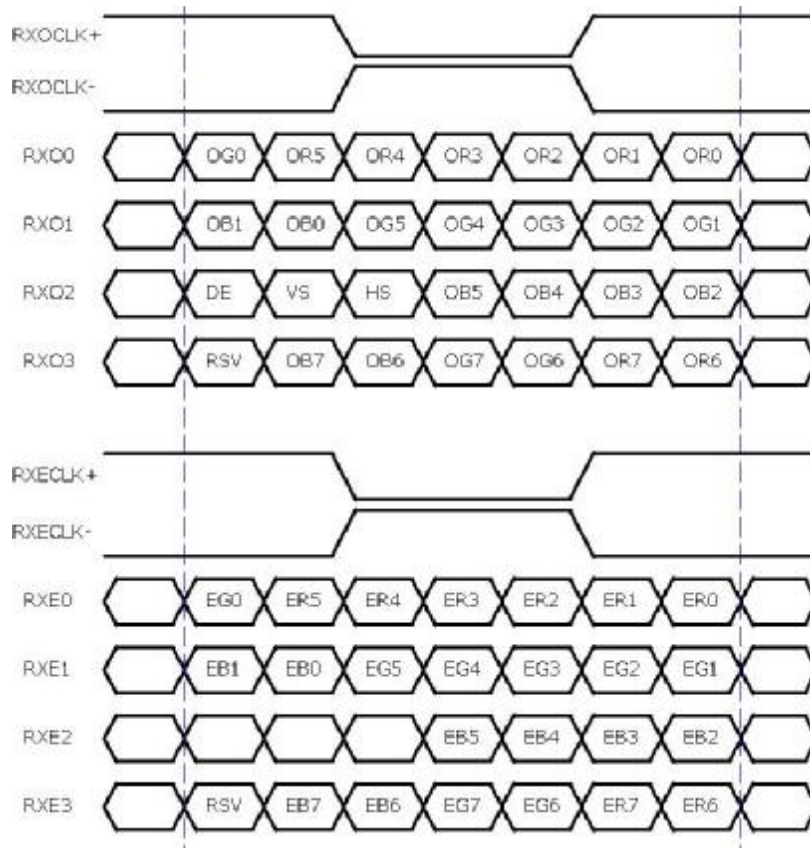 RXOCLK+
RXOCLK-
RXO0 OG0 OR5 OR4 OR3 OR2 OR1 OR0
RXO1 OB1 OB0 OG5 OG4 OG3 OG2 OG1
RXO2 DE VS HS OB5 OB4 OB3 OB2
RXO3 RSV OB7 OB6 OG7 OG6 OR7 OR6
RXECLK+
RXECLK-
RXE0 EG0 ER5 ER4 ER3 ER2 ER1 ER0
RXE1 EB1 EB0 EG5 EG4 EG3 EG2 EG1
RXE2 EB5 EB4 EB3 EB2
RXE3 RSV EB7 EB6 EG7 EG6 ER7 ER6